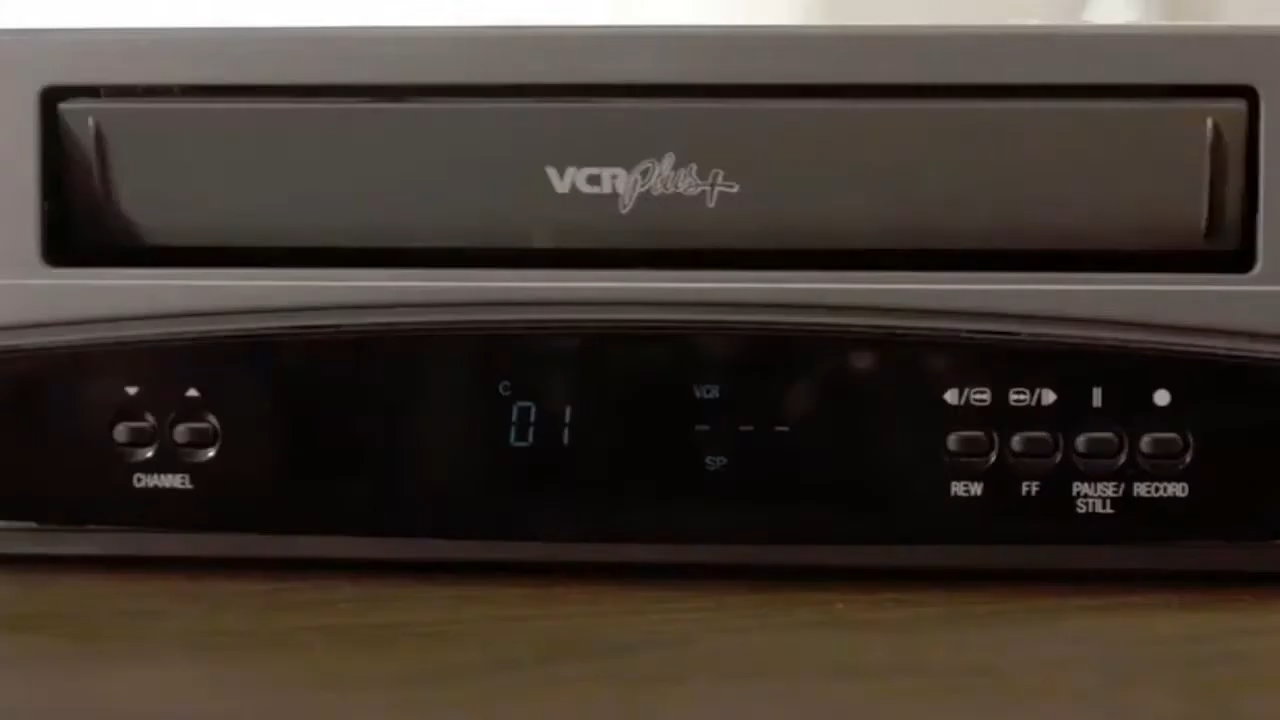 VCR Plus+
C
01
VCR
- - -
SP
CHANNEL
REW
FF
PAUSE/
STILL
RECORD